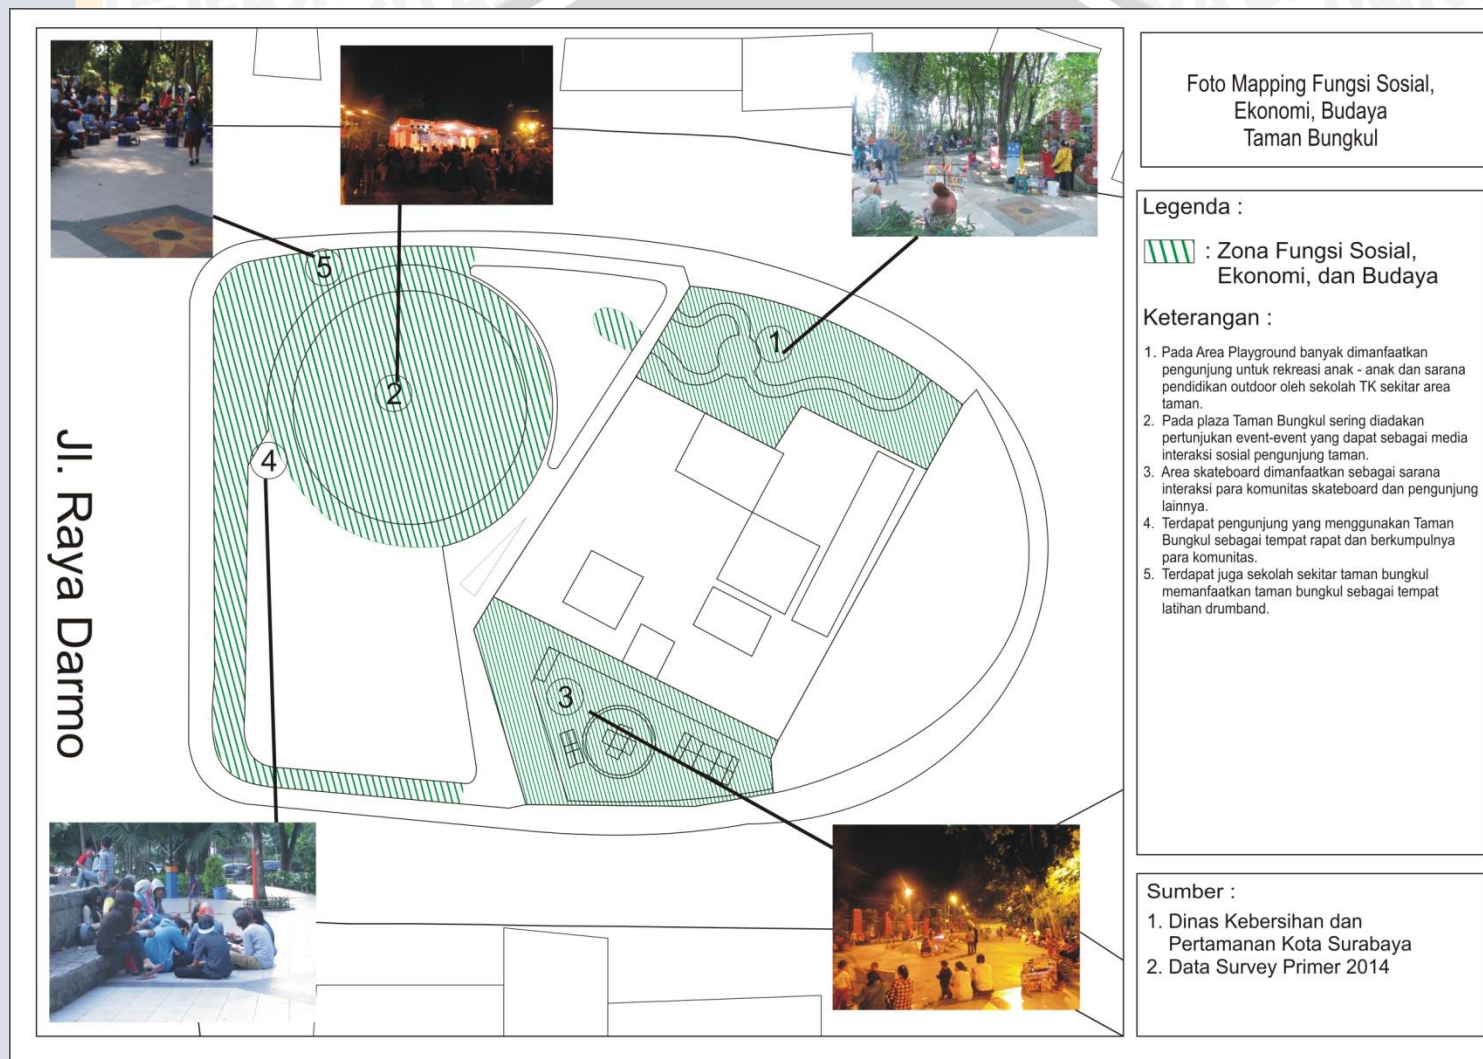 Foto Mapping Fungsi Sosial,
Ekonomi, Budaya
Taman Bungkul
Legenda :
: Zona Fungsi Sosial,
Ekonomi, dan Budaya
Keterangan :
1. Pada Area Playground banyak dimanfaatkan
pengunjung untuk rekreasi anak - anak dan sarana
pendidikan outdoor oleh sekolah TK sekitar area
taman.
2. Pada plaza Taman Bungkul sering diadakan
pertunjukan event-event yang dapat sebagai media
interaksi sosial pengunjung taman.
3. Area skateboard dimanfaatkan sebagai sarana
interaksi para komunitas skateboard dan pengunjung
lainnya.
4. Terdapat pengunjung yang menggunakan Taman
Bungkul sebagai tempat rapat dan berkumpulnya
para komunitas.
5. Terdapat juga sekolah sekitar taman bungkul
memanfaatkan taman bungkul sebagai tempat
latihan drumband.
Sumber :
1. Dinas Kebersihan dan
Pertamanan Kota Surabaya
2. Data Survey Primer 2014
Jl. Raya Darmo
5
1
2
4
3